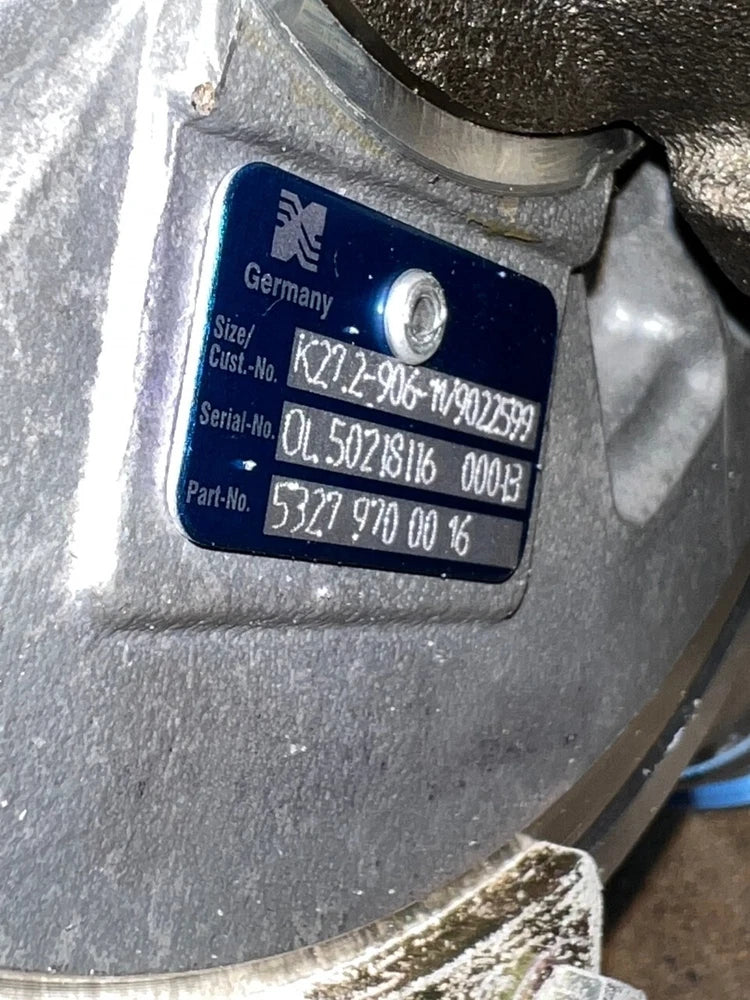 Germany
Size/
Cust.-No. K27.2-906-11/9022599
Serial-No. OL 50218116 00043
Part-No. 5327 970 00 16